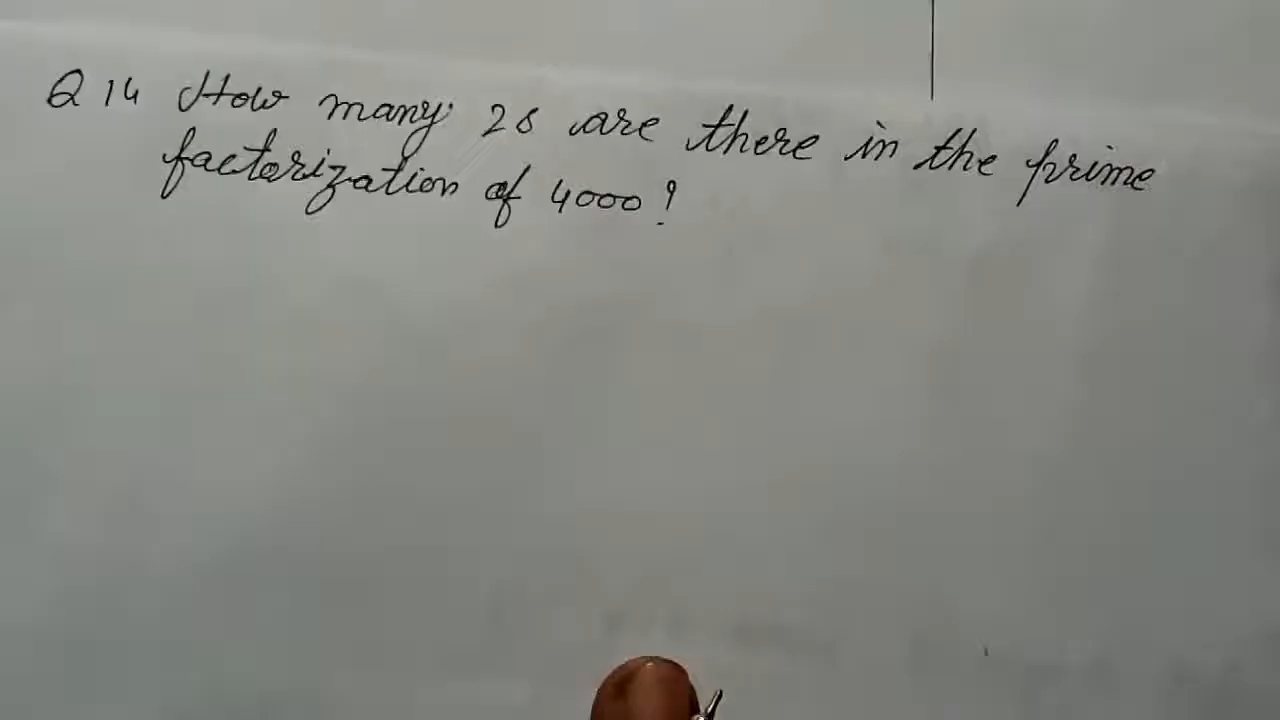 Q 14 How many 2s are there in the prime
factorization of 4000?